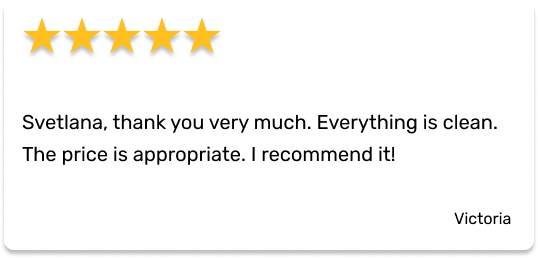 Svetlana, thank you very much. Everything is clean.
The price is appropriate. I recommend it!
Victoria